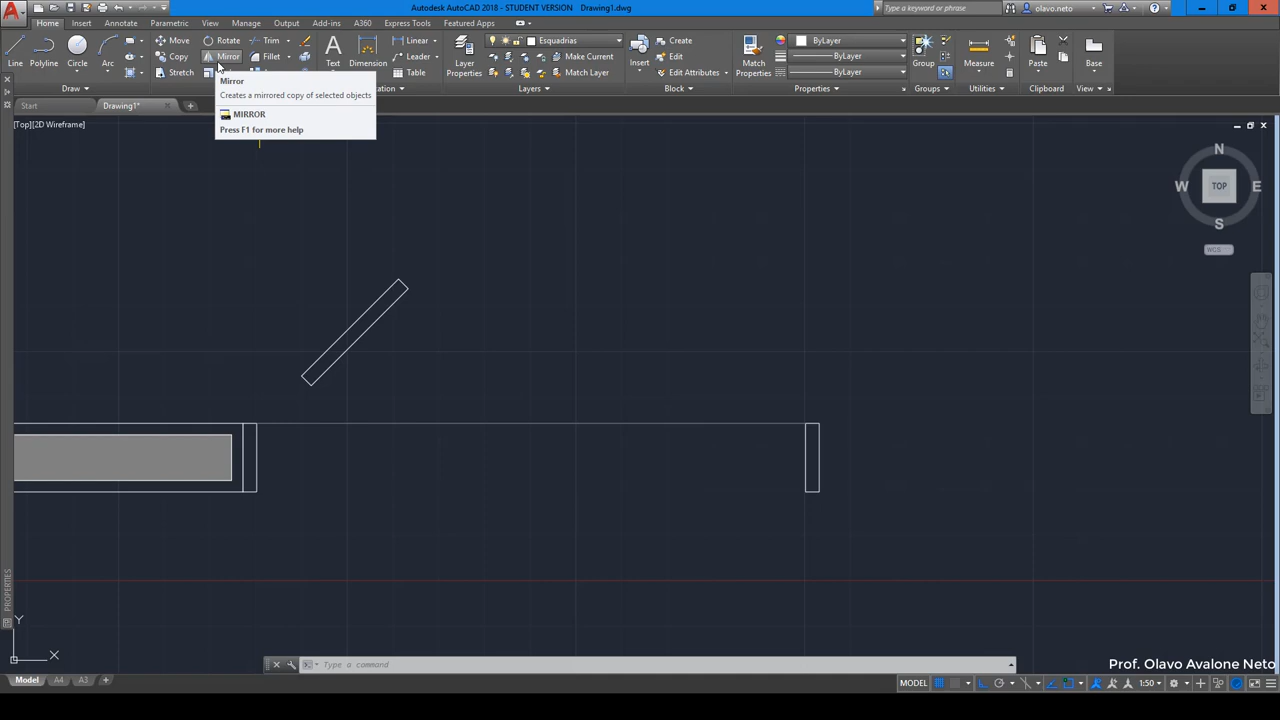 Autodesk AutoCAD 2018 - STUDENT VERSION Drawing1.dwg
Type a keyword or phrase
olavo.neto
Home Insert Annotate Parametric View Manage Output Add-ins A360 Express Tools Featured Apps
Move Rotate Trim Linear Esquadrias Create ByLayer
Line Polyline Circle Arc Copy Mirror Fillet Text Dimension Leader Layer Properties Make Current Insert Edit Match Properties ByLayer Group Utilities Paste Base
Stretch Table Match Layer Edit Attributes ByLayer
Draw Layers Block Properties Groups Utilities Clipboard View
Mirror
Creates a mirrored copy of selected objects
MIRROR
Press F1 for more help
Start Drawing1*
[Top][2D Wireframe]
N
W TOP E
S
WCS
PROPERTIES
Y
X
Type a command
Prof. Olavo Avalone Neto
Model A4 A3
MODEL 1:50